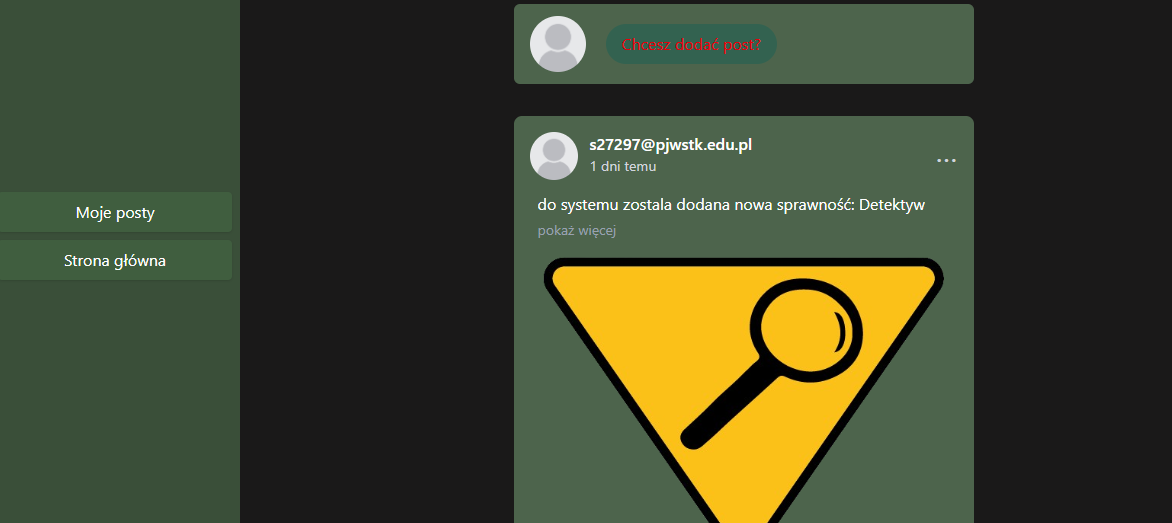 Chcesz dodać post?
s27297@pjwstk.edu.pl
1 dni temu
...
do systemu zostala dodana nowa sprawność: Detektyw
pokaż więcej
Moje posty
Strona główna